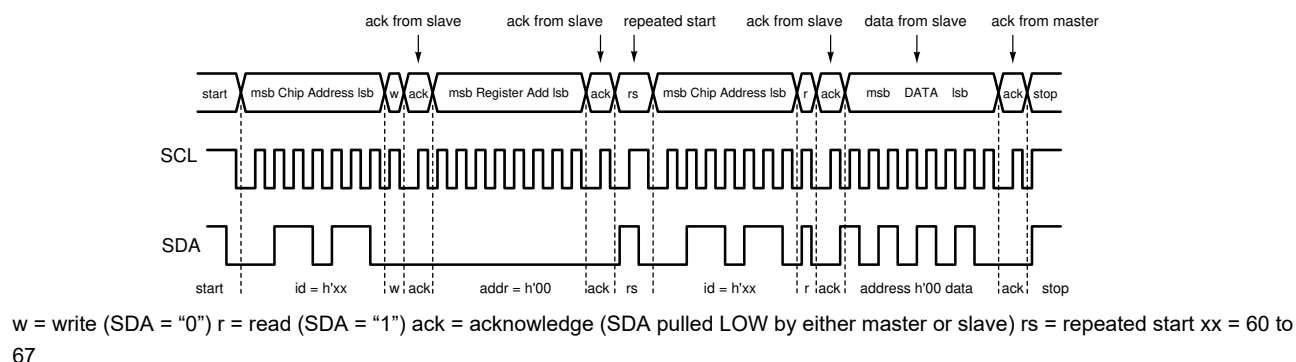 ack from slave ack from slave repeated start ack from slave data from slave ack from master
start msb Chip Address lsb w ack msb Register Add lsb ack rs msb Chip Address lsb r ack msb DATA lsb ack stop
SCL
SDA
start id = h'xx w ack addr = h'00 ack rs id = h'xx r ack address h'00 data ack stop
w = write (SDA = “0”) r = read (SDA = “1”) ack = acknowledge (SDA pulled LOW by either master or slave) rs = repeated start xx = 60 to
67